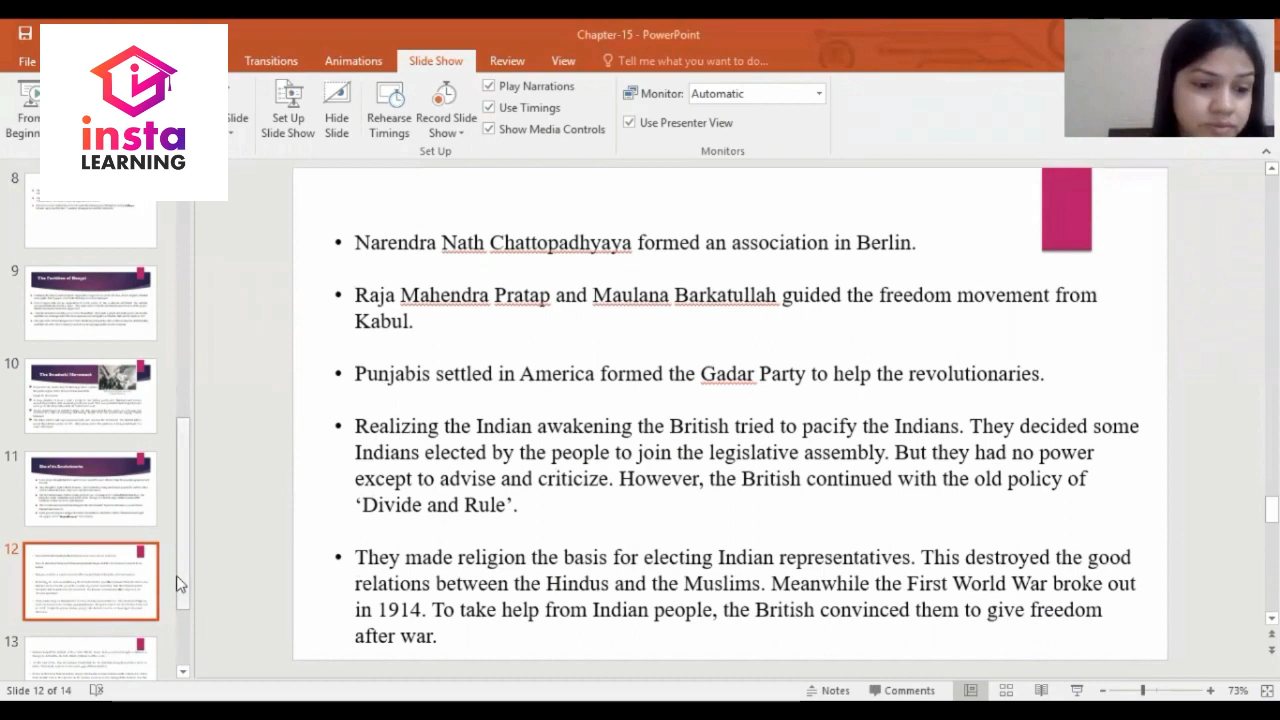 Chapter-15 - PowerPoint
File
Transitions
Animations
Slide Show
Review
View
Tell me what you want to do...
insta
LEARNING
From
Slide
Set Up
Slide Show
Hide
Slide
Rehearse
Timings
Record Slide
Show
Play Narrations
Use Timings
Show Media Controls
Set Up
Monitor:
Automatic
Use Presenter View
Monitors
8
9
The Partition of Bengal
10
The Swadeshi Movement
11
12
13
• Narendra Nath Chattopadhyaya formed an association in Berlin.
• Raja Mahendra Pratap and Maulana Barkatullah aided the freedom movement from
Kabul.
• Punjabis settled in America formed the Gadar Party to help the revolutionaries.
• Realizing the Indian awakening the British tried to pacify the Indians. They decided some
Indians elected by the people to join the legislative assembly. But they had no power
except to advise and criticize. However, the British continued with the old policy of
'Divide and Rule'
• They made religion the basis for electing Indian representatives. This destroyed the good
relations between the Hindus and the Muslims. Meanwhile the First World War broke out
in 1914. To take help from Indian people, the British convinced them to give freedom
after war.
Slide 12 of 14
Notes
Comments
73%